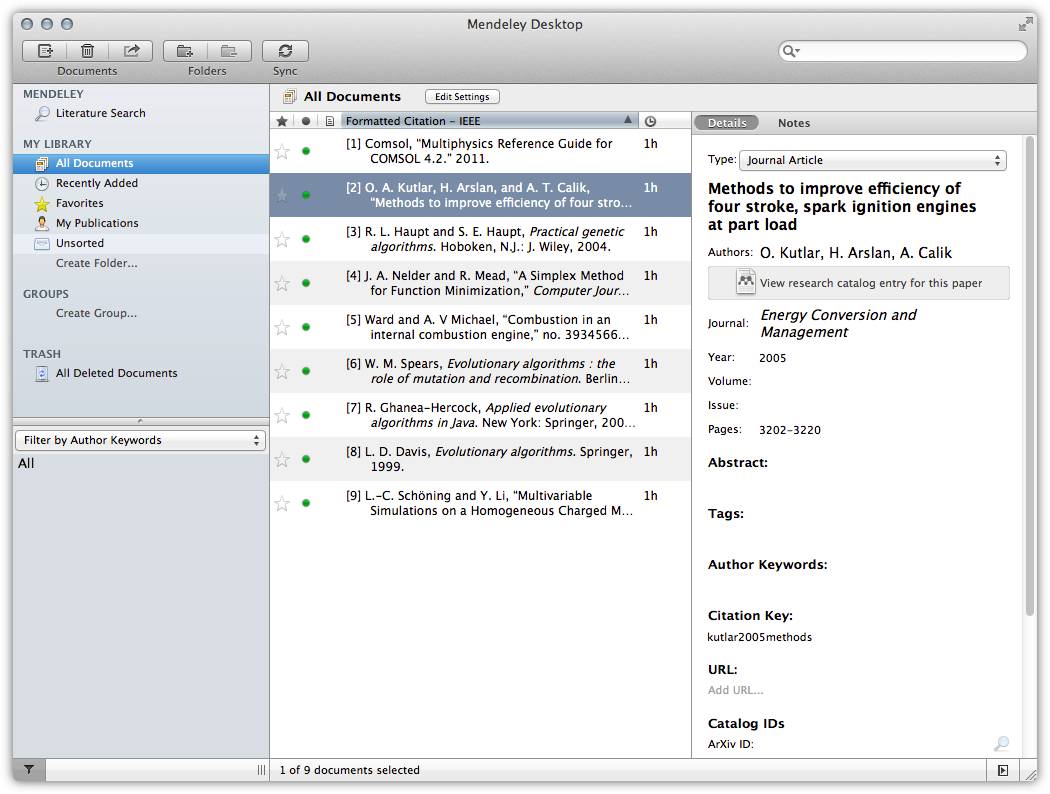 Mendeley Desktop
Documents
Folders
Sync
MENDELEY
Literature Search
MY LIBRARY
All Documents
Recently Added
Favorites
My Publications
Unsorted
Create Folder...
GROUPS
Create Group...
TRASH
All Deleted Documents
Filter by Author Keywords
All
All Documents
Edit Settings
Formatted Citation - IEEE
[1] Comsol, "Multiphysics Reference Guide for
COMSOL 4.2." 2011.
1h
[2] O. A. Kutlar, H. Arslan, and A. T. Calik,
"Methods to improve efficiency of four stro...
1h
[3] R. L. Haupt and S. E. Haupt, Practical genetic
algorithms. Hoboken, N.J.: J. Wiley, 2004.
1h
[4] J. A. Nelder and R. Mead, "A Simplex Method
for Function Minimization," Computer Jour...
1h
[5] Ward and A. V Michael, "Combustion in an
internal combustion engine," no. 3934566...
1h
[6] W. M. Spears, Evolutionary algorithms : the
role of mutation and recombination. Berlin...
1h
[7] R. Ghanea-Hercock, Applied evolutionary
algorithms in Java. New York: Springer, 200...
1h
[8] L. D. Davis, Evolutionary algorithms. Springer,
1999.
1h
[9] L.-C. Schöning and Y. Li, "Multivariable
Simulations on a Homogeneous Charged M...
1h
Details
Notes
Type: Journal Article
Methods to improve efficiency of
four stroke, spark ignition engines
at part load
Authors: O. Kutlar, H. Arslan, A. Calik
View research catalog entry for this paper
Journal: Energy Conversion and
Management
Year: 2005
Volume:
Issue:
Pages: 3202-3220
Abstract:
Tags:
Author Keywords:
Citation Key:
kutlar2005methods
URL:
Add URL...
Catalog IDs
ArXiv ID:
1 of 9 documents selected